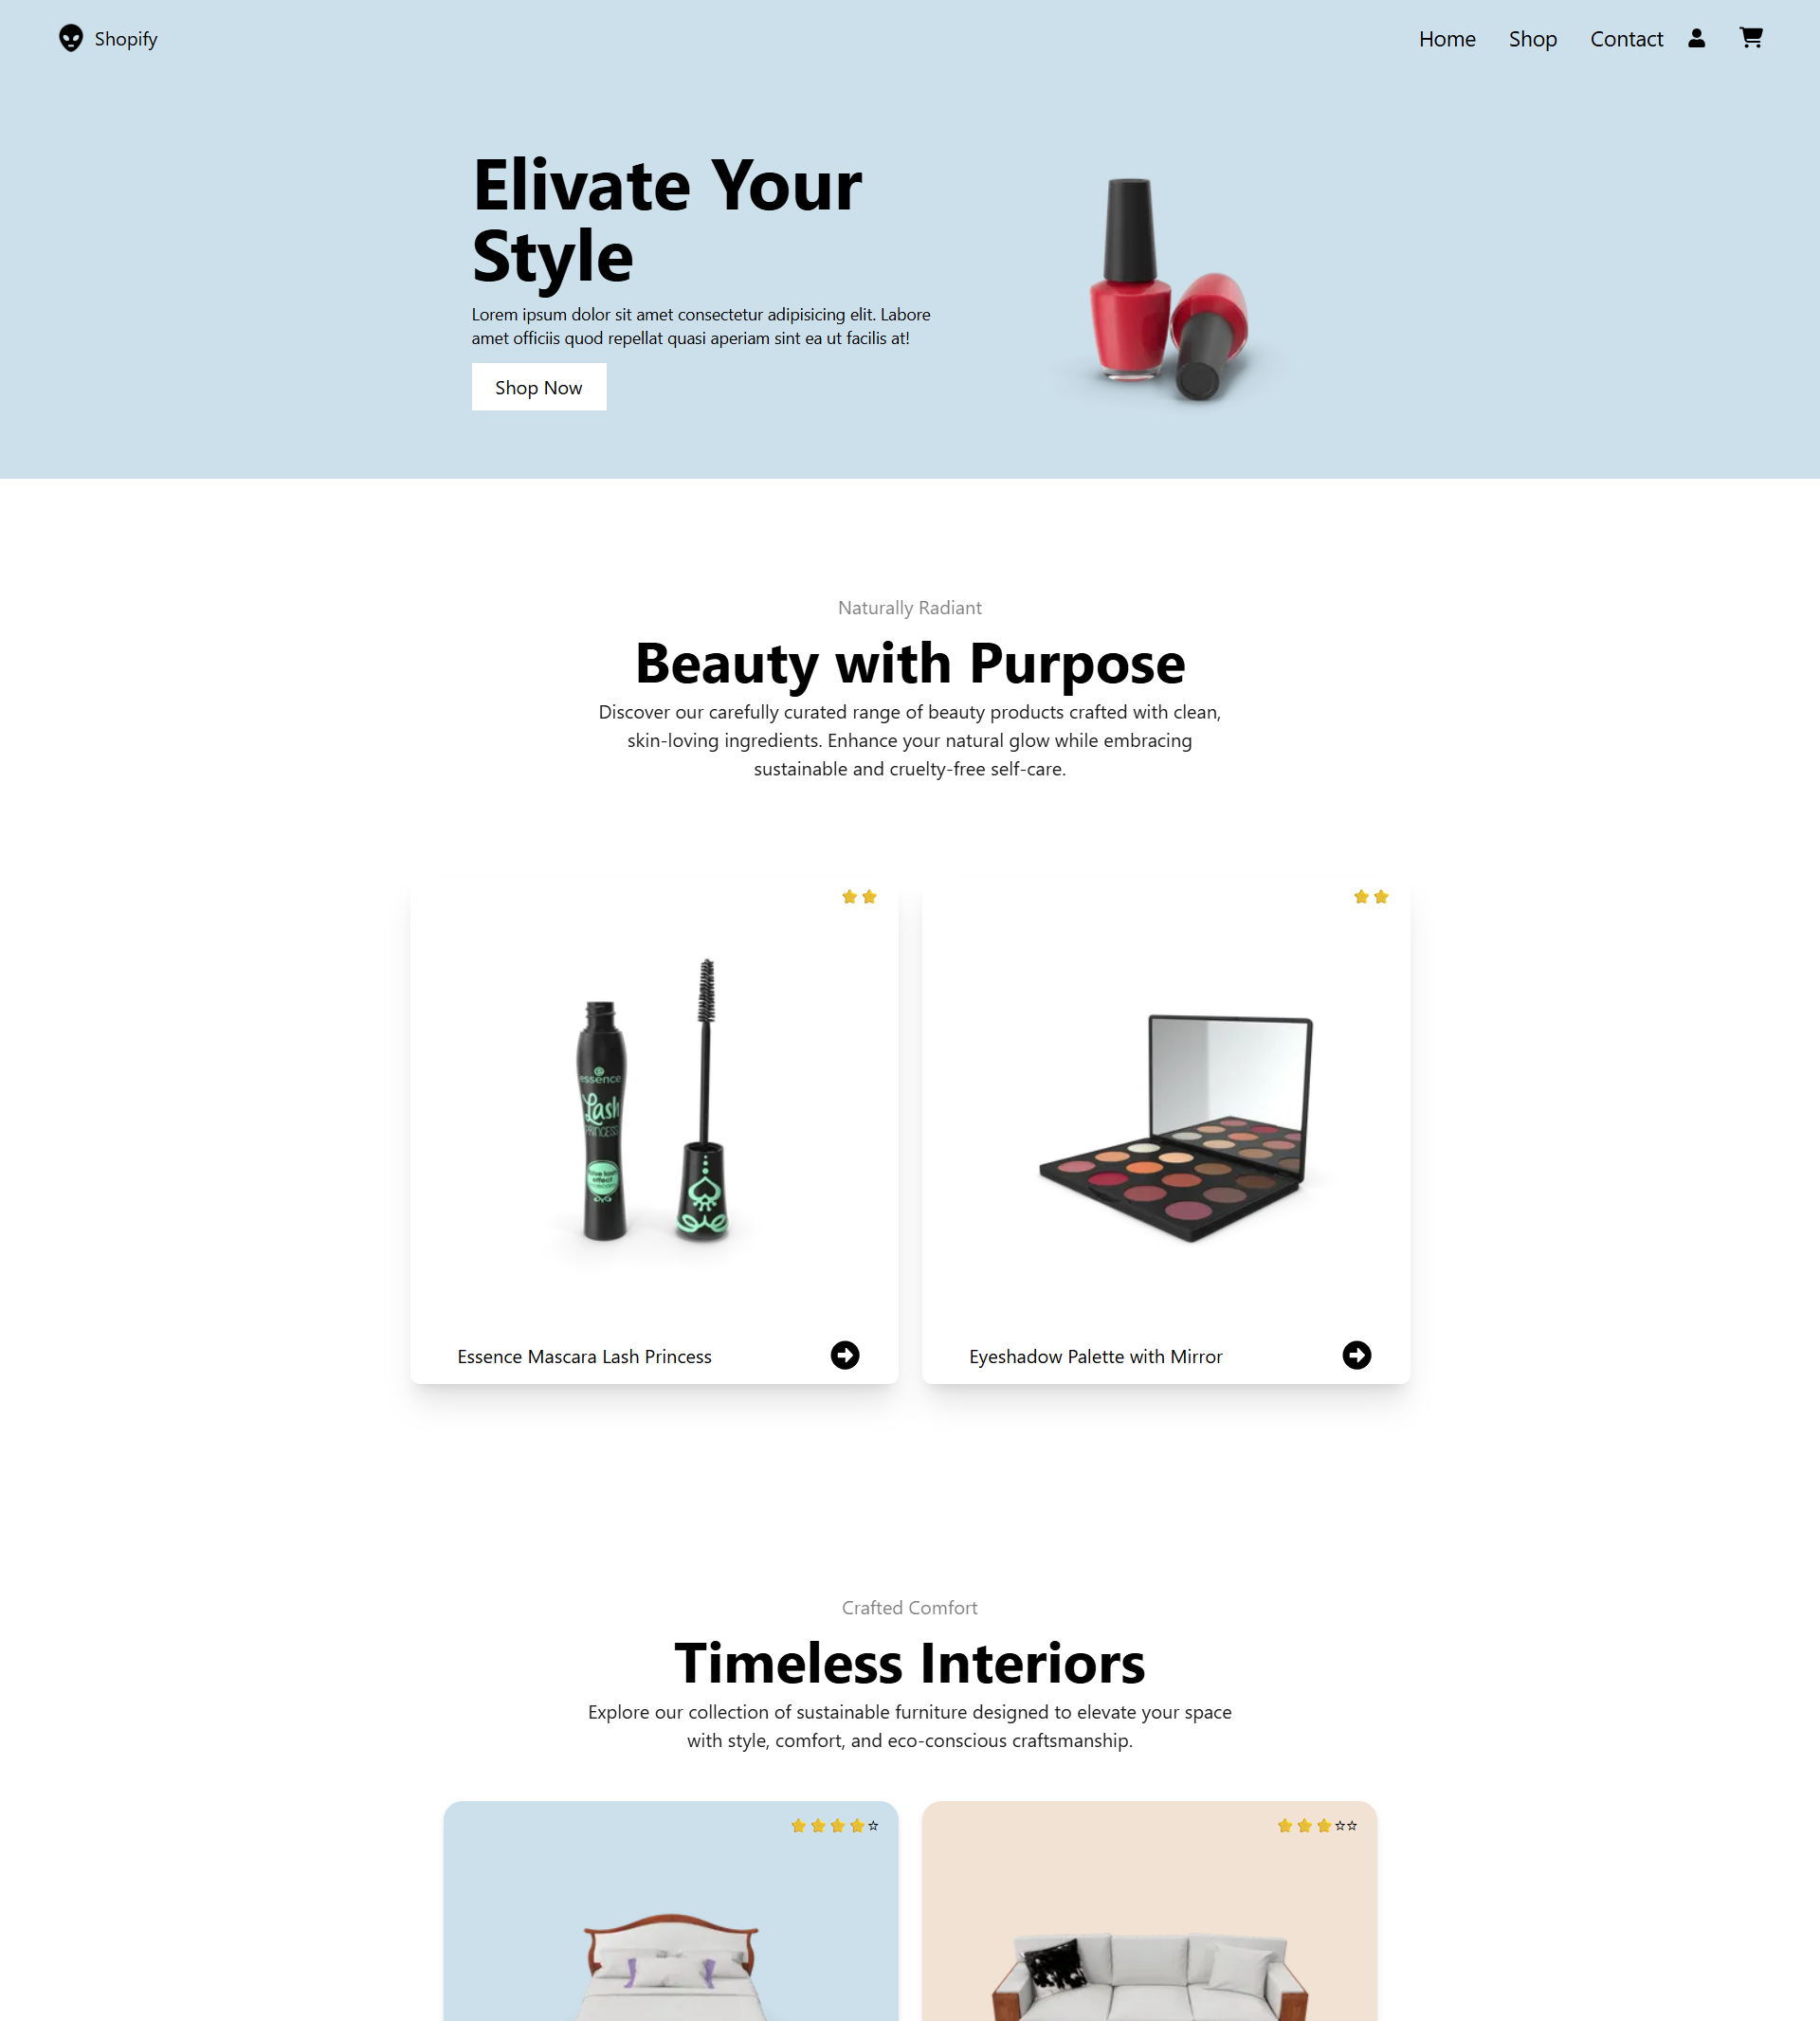 Shopify
Home Shop Contact
Elivate Your
Style
Lorem ipsum dolor sit amet consectetur adipisicing elit. Labore
amet officiis quod repellat quasi aperiam sint ea ut facilis at!
Shop Now
Naturally Radiant
Beauty with Purpose
Discover our carefully curated range of beauty products crafted with clean,
skin-loving ingredients. Enhance your natural glow while embracing
sustainable and cruelty-free self-care.
essence
Lash
PRINCESS
false lash
effect
Essence Mascara Lash Princess
Eyeshadow Palette with Mirror
Crafted Comfort
Timeless Interiors
Explore our collection of sustainable furniture designed to elevate your space
with style, comfort, and eco-conscious craftsmanship.